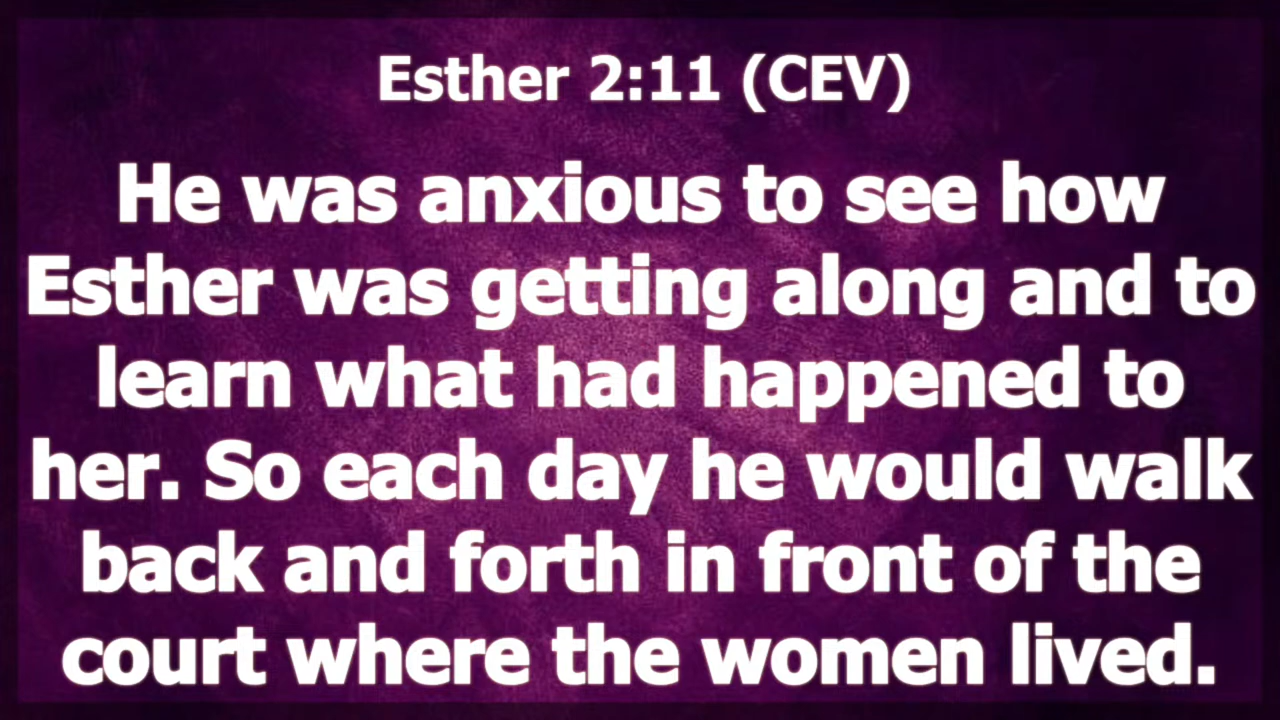 Esther 2:11 (CEV)
He was anxious to see how
Esther was getting along and to
learn what had happened to
her. So each day he would walk
back and forth in front of the
court where the women lived.